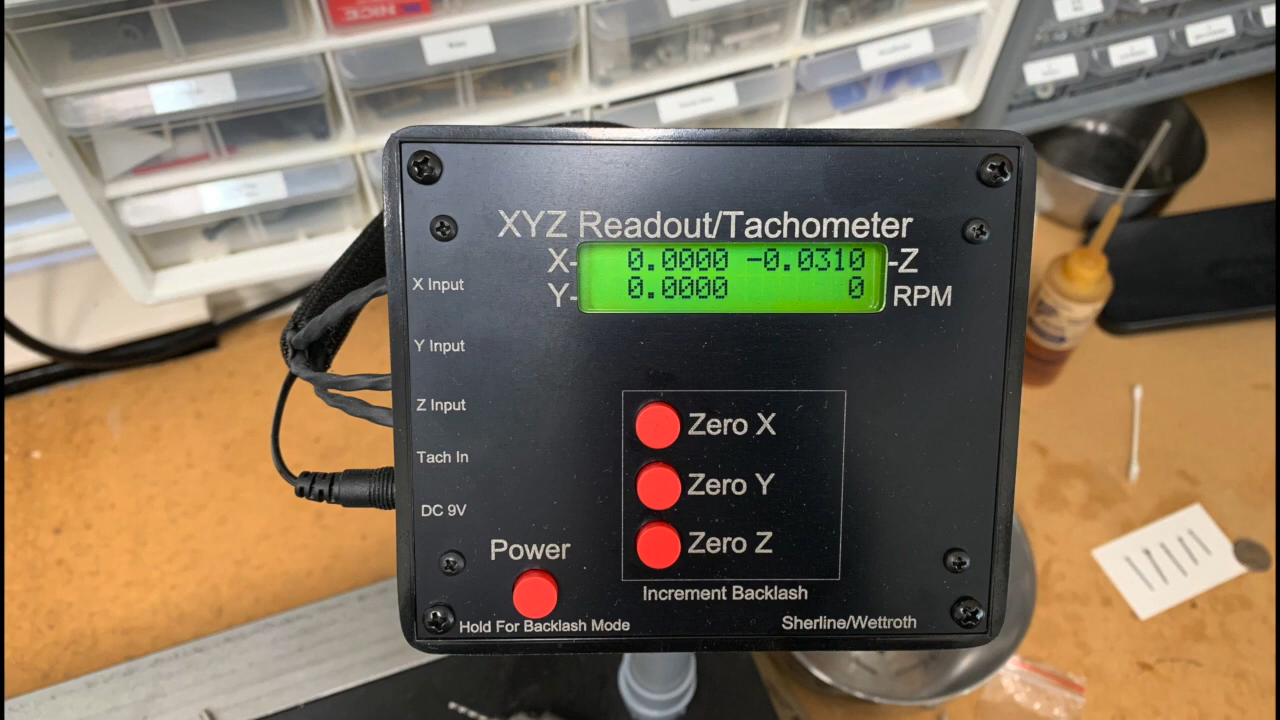 NICE
XYZ Readout/Tachometer
X- 0.0000 -0.0310 -Z
Y- 0.0000 0 RPM
X Input
Y Input
Z Input
Tach In
DC 9V
Zero X
Zero Y
Zero Z
Power
Increment Backlash
Hold For Backlash Mode
Sherline/Wettroth